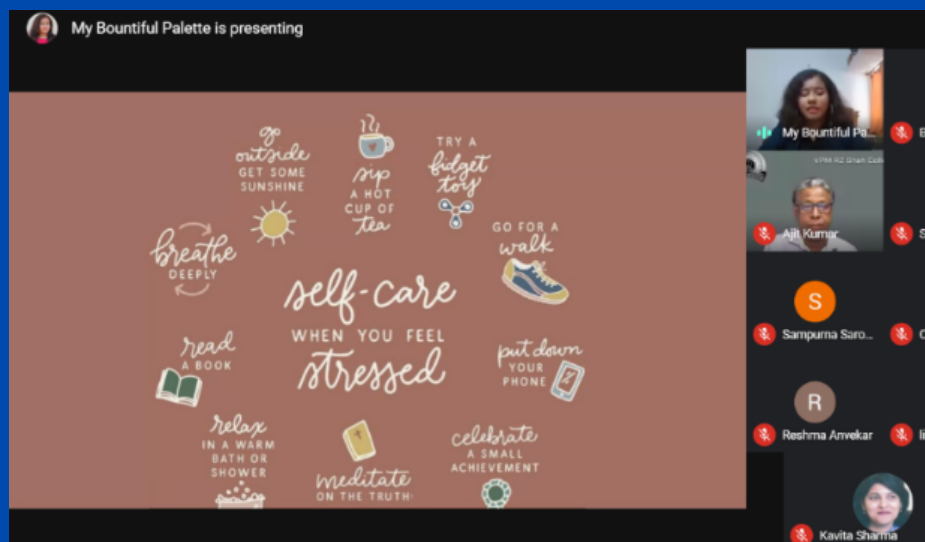 My Bountiful Palette is presenting
go
outside
GET SOME
SUNSHINE
sip
A HOT
CUP OF
tea
TRY A
fidget
toy
GO FOR A
walk
breathe
DEEPLY
self-care
WHEN YOU FEEL
stressed
put down
YOUR
PHONE
read
A BOOK
relax
IN A WARM
BATH OR
SHOWER
meditate
ON THE TRUTH
celebrate
A SMALL
ACHIEVEMENT
My Bountiful Pa...
Ajit Kumar
S
Sampurna Saro...
R
Reshma Anvekar
Kavita Sharma